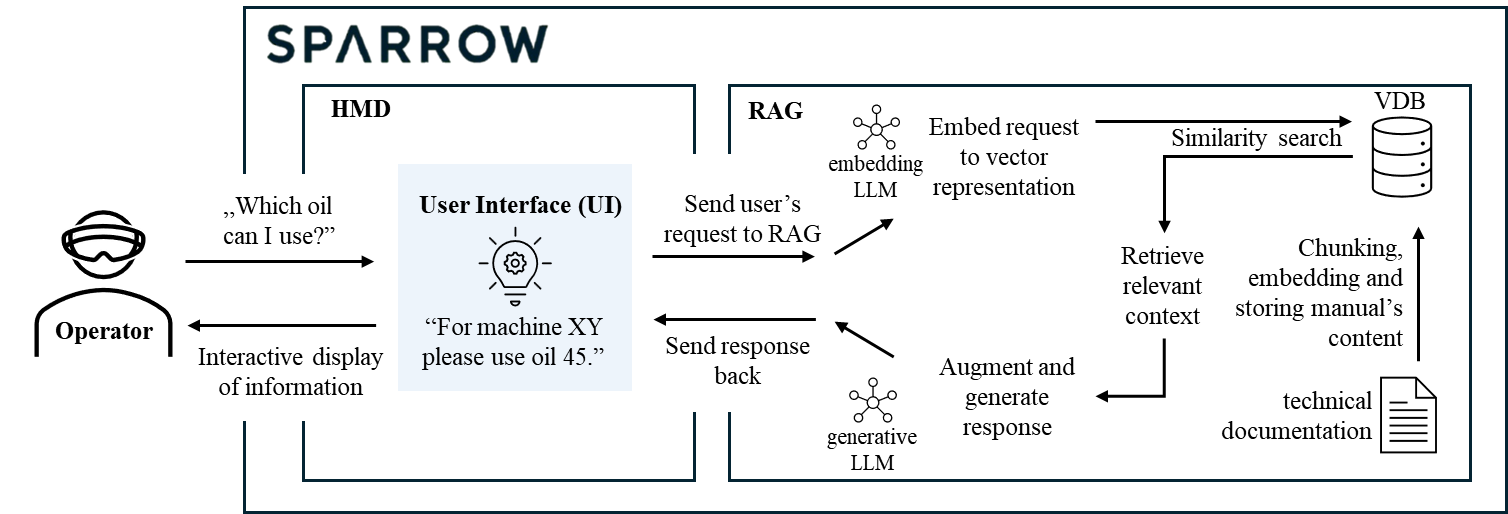 SPARROW
HMD
RAG
VDB
Operator
„Which oil
can I use?”
Interactive display
of information
User Interface (UI)
“For machine XY
please use oil 45.”
Send user’s
request to RAG
Send response
back
embedding
LLM
Embed request
to vector
representation
Similarity search
Retrieve
relevant
context
Chunking,
embedding and
storing manual’s
content
technical
documentation
Augment and
generate
response
generative
LLM